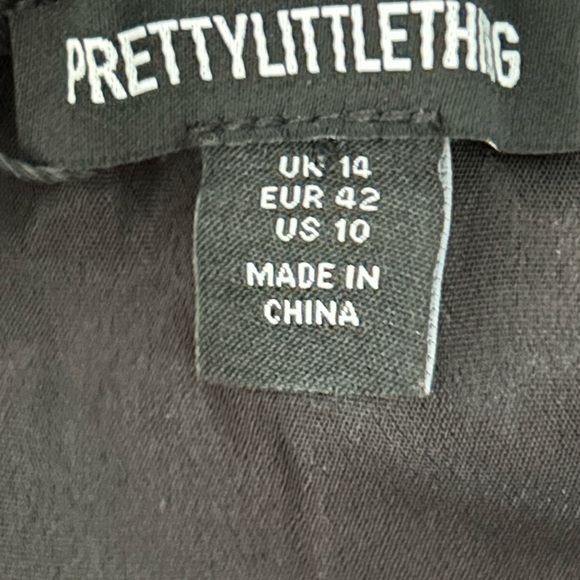 PRETTYLITTLETHING
UK 14
EUR 42
US 10
MADE IN
CHINA